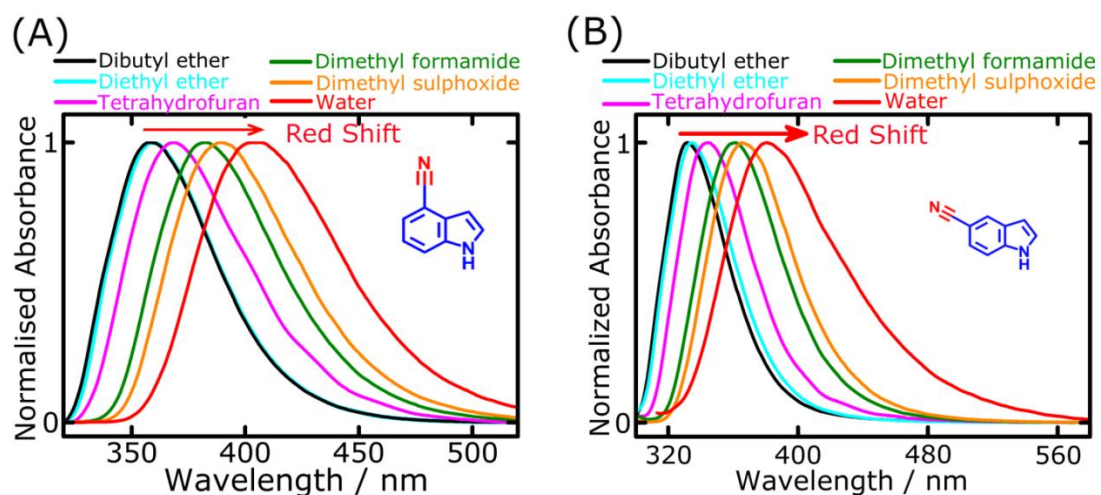 (A)
Dibutyl ether
Diethyl ether
Tetrahydrofuran
Dimethyl formamide
Dimethyl sulphoxide
Water
Red Shift
Normalised Absorbance
1
0
N
N
H
350 400 450 500
Wavelength / nm
(B)
Dibutyl ether
Diethyl ether
Tetrahydrofuran
Dimethyl formamide
Dimethyl sulphoxide
Water
Red Shift
Normalized Absorbance
1
0
N
N
H
320 400 480 560
Wavelength / nm